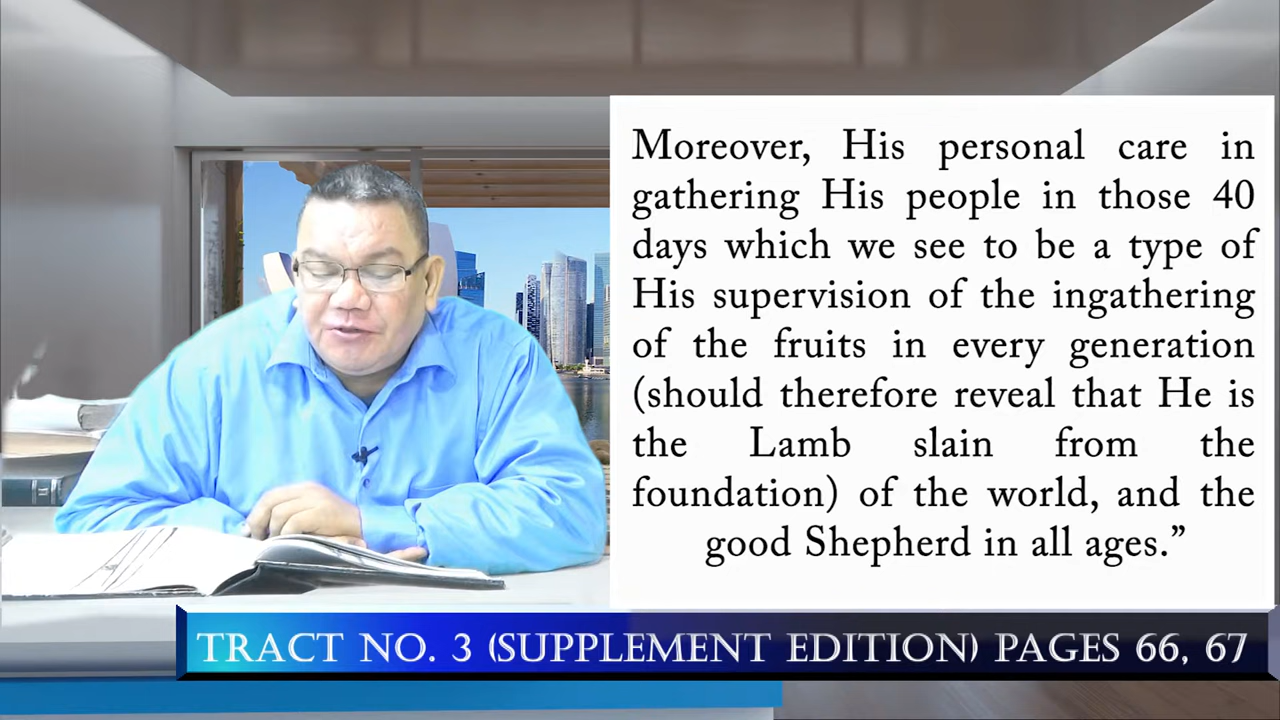 Moreover, His personal care in
gathering His people in those 40
days which we see to be a type of
His supervision of the ingathering
of the fruits in every generation
(should therefore reveal that He is
the Lamb slain from the
foundation) of the world, and the
good Shepherd in all ages.”
TRACT NO. 3 (SUPPLEMENT EDITION) PAGES 66, 67